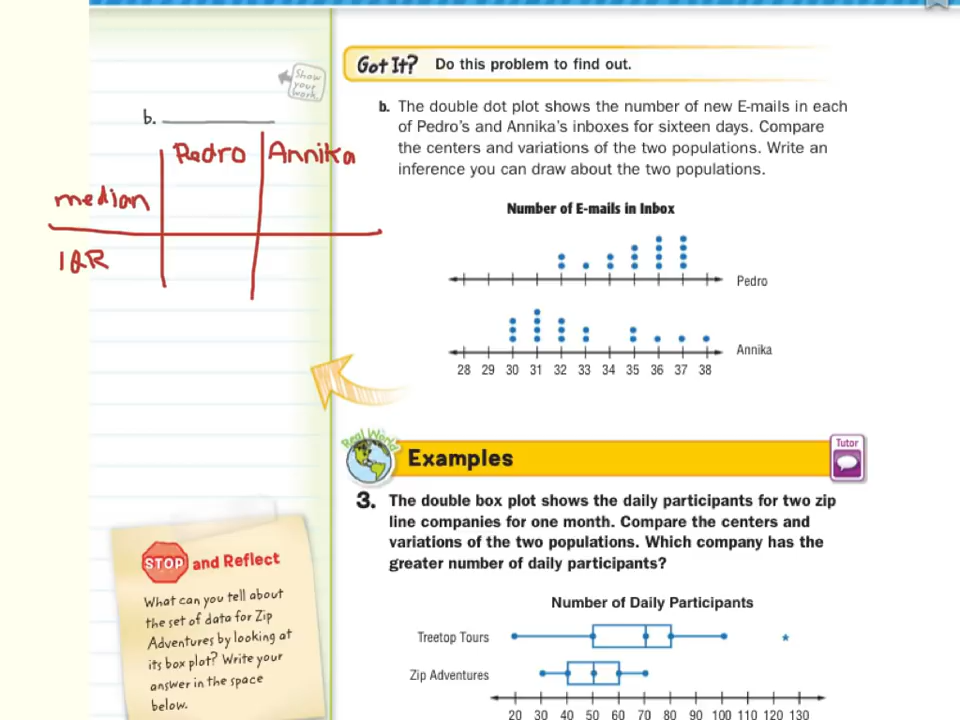 Show
your
work.
Got It? Do this problem to find out.
b. ____________
b. The double dot plot shows the number of new E-mails in each
of Pedro's and Annika's inboxes for sixteen days. Compare
the centers and variations of the two populations. Write an
inference you can draw about the two populations.
Pedro Annika
median
IQR
Number of E-mails in Inbox
Pedro
Annika
28 29 30 31 32 33 34 35 36 37 38
Real World
Examples
Tutor
3. The double box plot shows the daily participants for two zip
line companies for one month. Compare the centers and
variations of the two populations. Which company has the
greater number of daily participants?
STOP and Reflect
What can you tell about
the set of data for Zip
Adventures by looking at
its box plot? Write your
answer in the space
below.
Number of Daily Participants
Treetop Tours
Zip Adventures
20 30 40 50 60 70 80 90 100 110 120 130